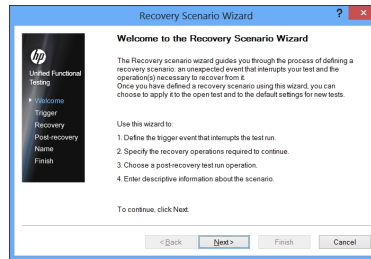 Recovery Scenario Wizard
?
×
hp
Unified Functional
Testing
Welcome
Trigger
Recovery
Post-recovery
Name
Finish
Welcome to the Recovery Scenario Wizard
The Recovery scenario wizard guides you through the process of defining a
recovery scenario: an unexpected event that interrupts your test and the
operation(s) necessary to recover from it.
Once you have defined a recovery scenario using this wizard, you can
choose to apply it to the open test and to the default settings for new tests.
Use this wizard to:
1. Define the trigger event that interrupts the test run.
2. Specify the recovery operations required to continue.
3. Choose a post-recovery test run operation.
4. Enter descriptive information about the scenario.
To continue, click Next.
< Back
Next >
Finish
Cancel